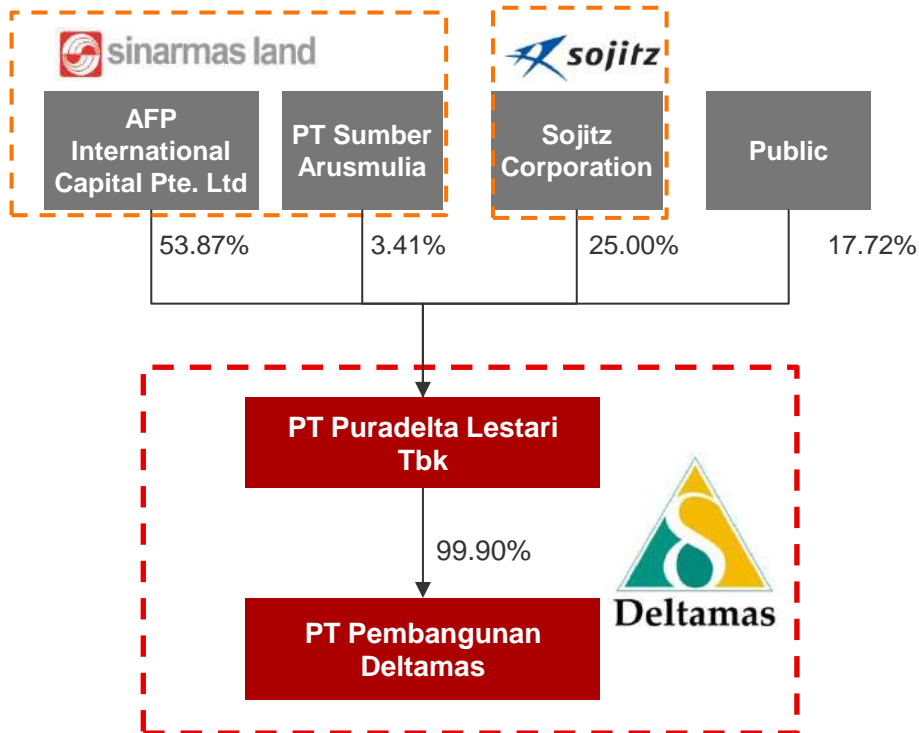 sinarmas land
sojitz
AFP
International
Capital Pte. Ltd
PT Sumber
Arusmulia
Sojitz
Corporation
Public
53.87%
3.41%
25.00%
17.72%
PT Puradelta Lestari
Tbk
99.90%
Deltamas
PT Pembangunan
Deltamas